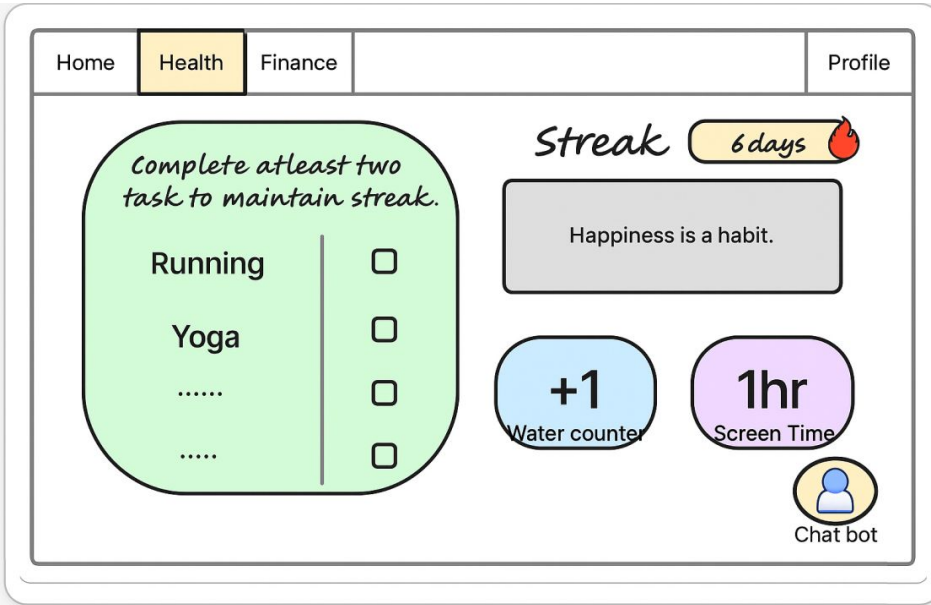 Home
Health
Finance
Profile
Complete atleast two
task to maintain streak.
Running
Yoga
......
.....
Streak
6 days
Happiness is a habit.
+1
Water counter
1hr
Screen Time
Chat bot